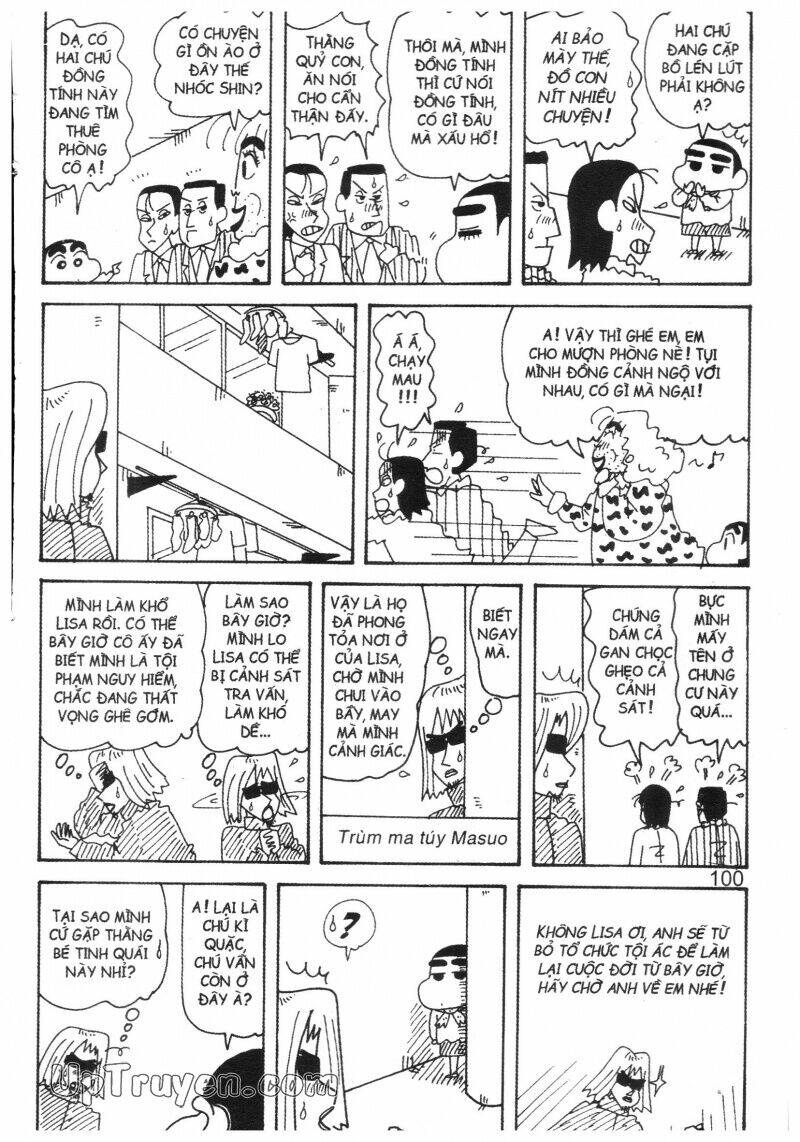 HAI CHÚ
ĐANG CẶP
BỒ LÉN LÚT
PHẢI KHÔNG
Ạ?
AI BẢO
MÀY THẾ,
ĐỒ CON
NÍT NHIỀU
CHUYỆN!
THÔI MÀ, MÌNH
ĐỒNG TÍNH
THÌ CỨ NÓI
ĐỒNG TÍNH,
CÓ GÌ ĐÂU
MÀ XẤU HỔ!
THẰNG
QUỶ CON,
ĂN NÓI
CHO CẨN
THẬN ĐẤY.
CÓ CHUYỆN
GÌ ỒN ÀO Ở
ĐÂY THẾ
NHÓC SHIN?
DẠ, CÓ
HAI CHÚ
ĐỒNG
TÍNH NÀY
ĐANG TÌM
THUÊ
PHÒNG
CÔ Ạ!
A! VẬY THÌ GHÉ EM, EM
CHO MƯỢN PHÒNG NÈ! TỤI
MÌNH ĐỒNG CẢNH NGỘ VỚI
NHAU, CÓ GÌ MÀ NGẠI!
Á Á,
CHẠY
MAU
!!!
BỰC
MÌNH
MẤY
TÊN Ở
CHUNG
CƯ NÀY
QUÁ...
CHÚNG
DÁM CẢ
GAN CHỌC
GHẸO CẢ
CẢNH
SÁT!
BIẾT
NGAY
MÀ.
VẬY LÀ HỌ
ĐÃ PHONG
TỎA NƠI Ở
CỦA LISA,
CHỜ MÌNH
CHUI VÀO
BẪY, MAY
MÀ MÌNH
CẢNH GIÁC.
Trùm ma túy Masuo
LÀM SAO
BÂY GIỜ?
MÌNH LO
LISA CÓ THỂ
BỊ CẢNH SÁT
TRA VẤN,
LÀM KHÓ
DỄ...
MÌNH LÀM KHỔ
LISA RỒI. CÓ THỂ
BÂY GIỜ CÔ ẤY ĐÃ
BIẾT MÌNH LÀ TỘI
PHẠM NGUY HIỂM,
CHẮC ĐANG THẤT
VỌNG GHÊ GỚM.
100
KHÔNG LISA ƠI, ANH SẼ TỪ
BỎ TỔ CHỨC TỘI ÁC ĐỂ LÀM
LẠI CUỘC ĐỜI TỪ BÂY GIỜ,
HÃY CHỜ ANH VỀ EM NHÉ!
?
A! LẠI LÀ
CHÚ KÌ
QUẶC,
CHÚ VẪN
CÒN Ở
ĐÂY À?
TẠI SAO MÌNH
CỨ GẶP THẰNG
BÉ TINH QUÁI
NÀY NHỈ?
UpTruyen.com